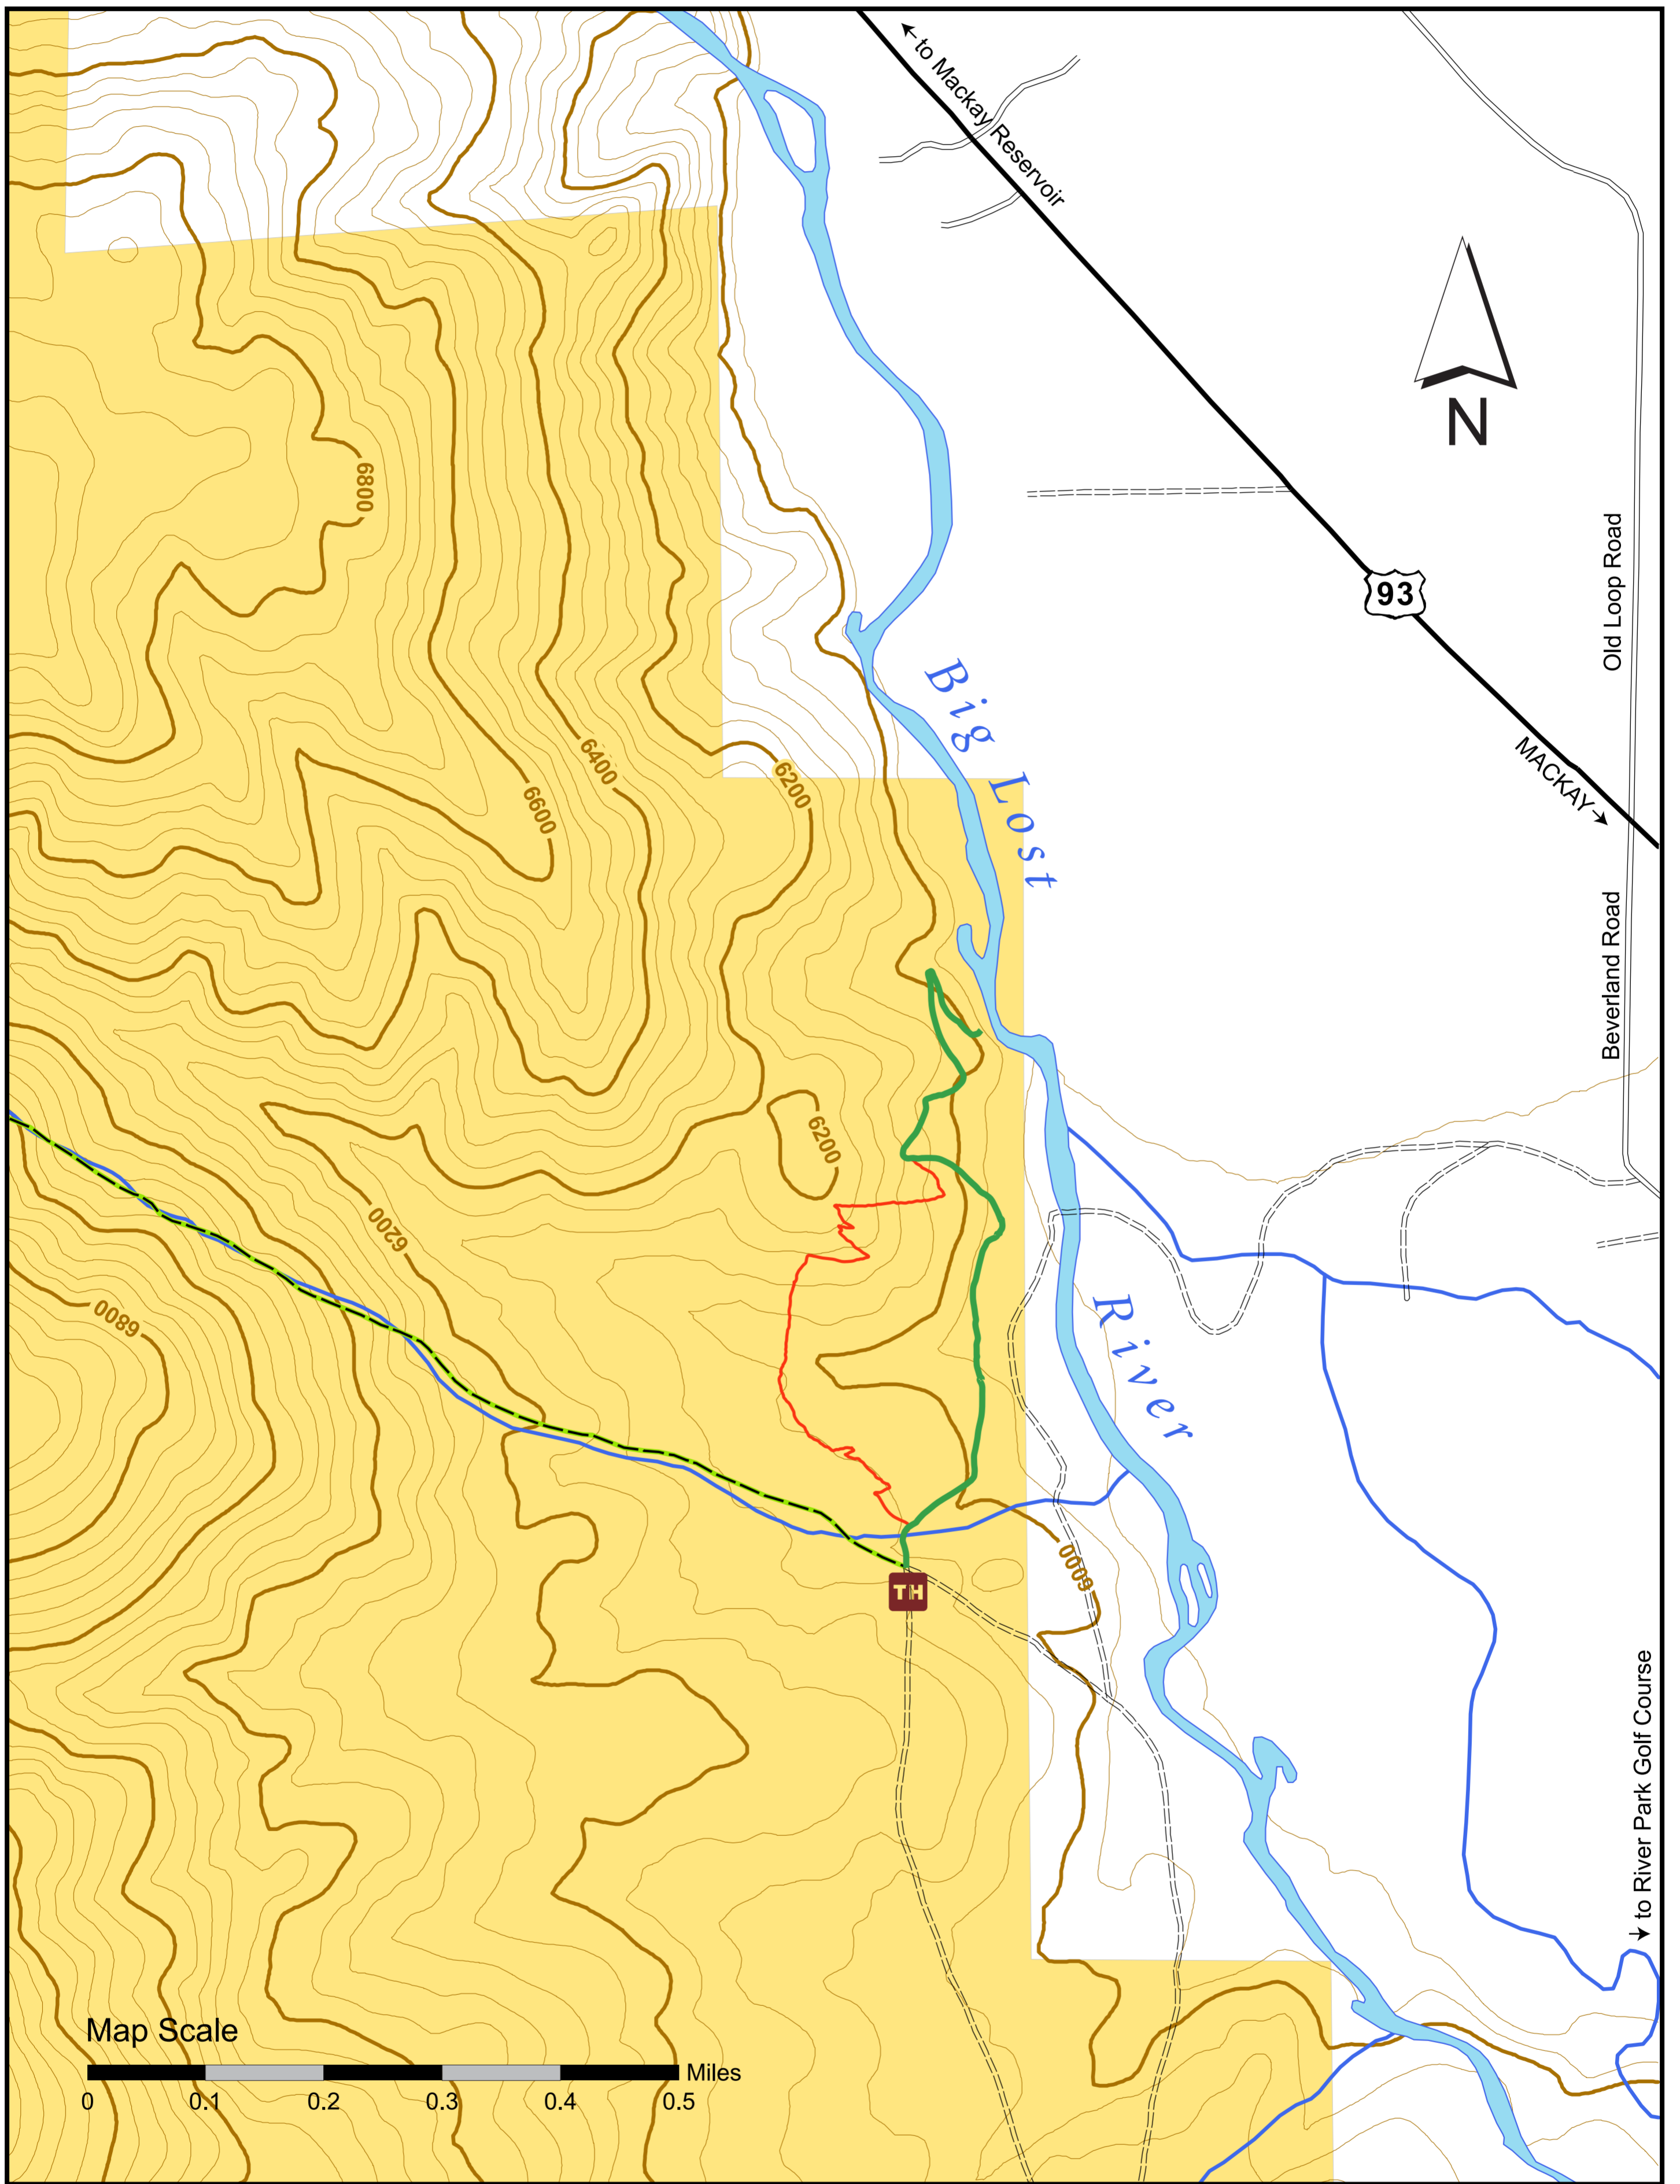 ←to Mackay Reservoir
N
6800
Old Loop Road
93
Big Lost River
MACKAY→
6400
6600
6200
Beverland Road
6200
6200
6800
6000
TH
← to River Park Golf Course
Map Scale
Miles
0 0.1 0.2 0.3 0.4 0.5